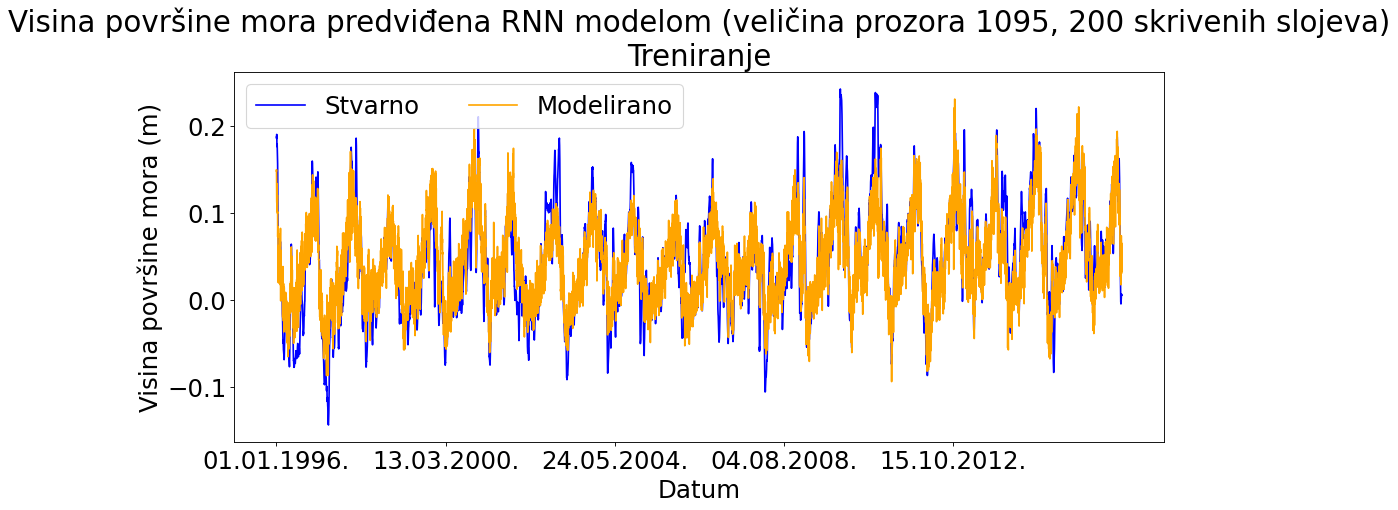 Visina površine mora predviđena RNN modelom (veličina prozora 1095, 200 skrivenih slojeva)
Treniranje
Stvarno
Modelirano
Visina površine mora (m)
0.2
0.1
0.0
−0.1
01.01.1996.
13.03.2000.
24.05.2004.
04.08.2008.
15.10.2012.
Datum